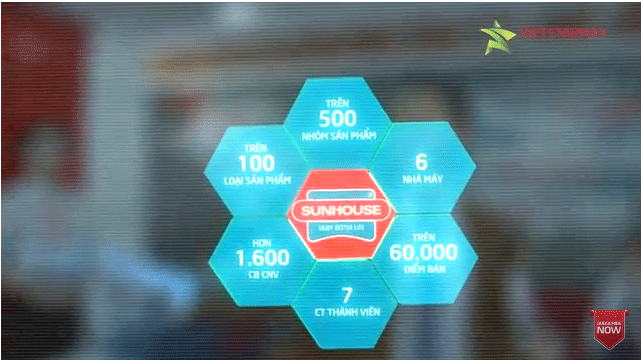 TRÊN
500
NHÓM SẢN PHẨM
TRÊN
100
LOẠI SẢN PHẨM
6
NHÀ MÁY
SUNHOUSE
ENJOY BETTER LIFE
HƠN
1.600
CB CNV
TRÊN
60.000
ĐIỂM BÁN
7
CT THÀNH VIÊN
NOW